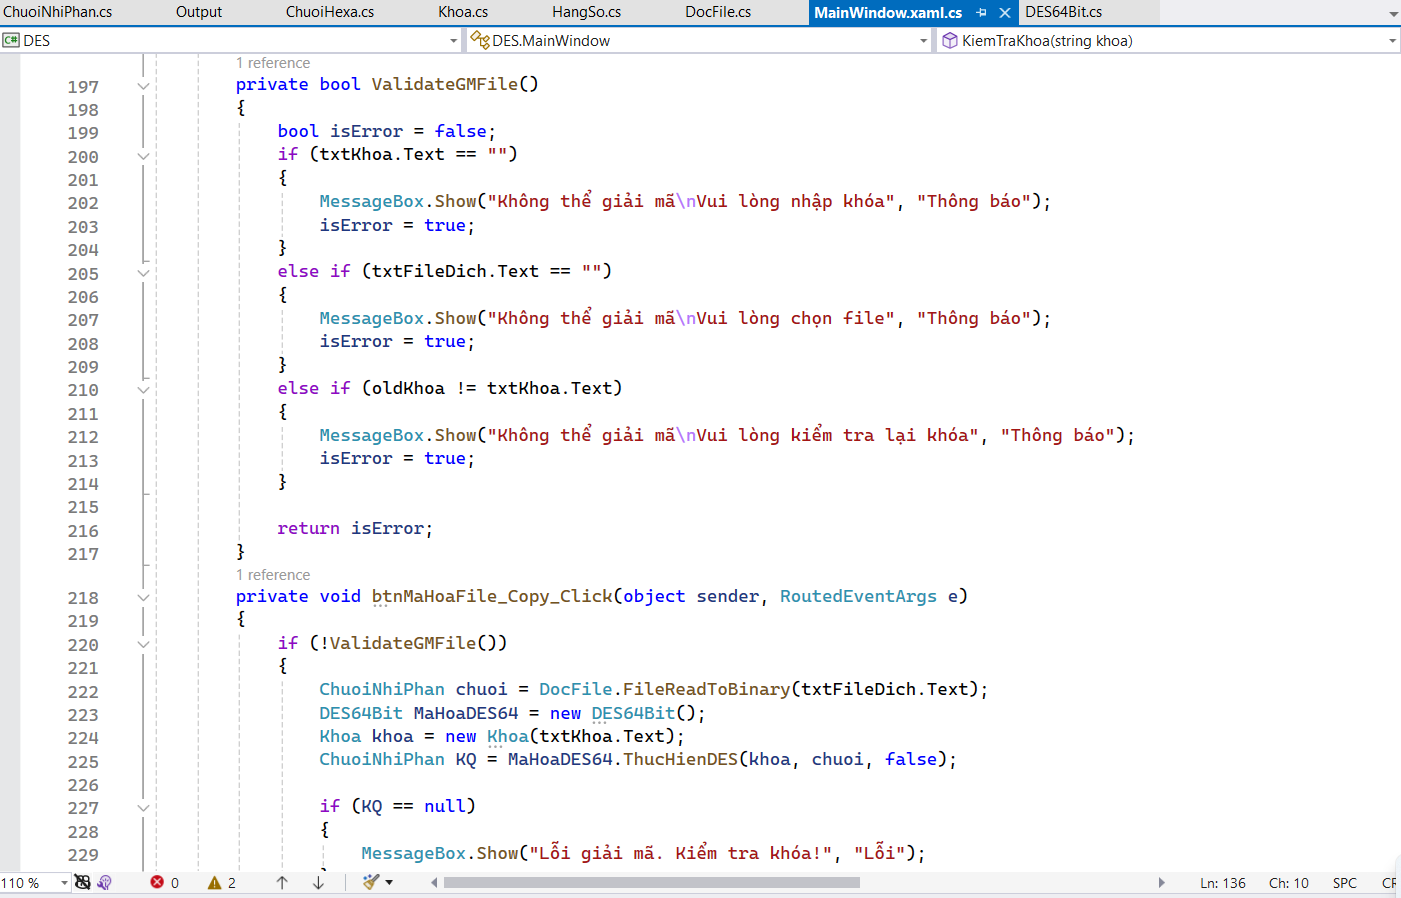 ChuoiNhiPhan.cs Output ChuoiHexa.cs Khoa.cs HangSo.cs DocFile.cs MainWindow.xaml.cs DES64Bit.cs
C# DES DES.MainWindow KiemTraKhoa(string khoa)
1 reference
197 private bool ValidateGMFile()
198 {
199 bool isError = false;
200 if (txtKhoa.Text == "")
201 {
202 MessageBox.Show("Không thể giải mã\nVui lòng nhập khóa", "Thông báo");
203 isError = true;
204 }
205 else if (txtFileDich.Text == "")
206 {
207 MessageBox.Show("Không thể giải mã\nVui lòng chọn file", "Thông báo");
208 isError = true;
209 }
210 else if (oldKhoa != txtKhoa.Text)
211 {
212 MessageBox.Show("Không thể giải mã\nVui lòng kiểm tra lại khóa", "Thông báo");
213 isError = true;
214 }
215
216 return isError;
217 }
1 reference
218 private void btnMaHoaFile_Copy_Click(object sender, RoutedEventArgs e)
219 {
220 if (!ValidateGMFile())
221 {
222 ChuoiNhiPhan chuoi = DocFile.FileReadToBinary(txtFileDich.Text);
223 DES64Bit MaHoaDES64 = new DES64Bit();
224 Khoa khoa = new Khoa(txtKhoa.Text);
225 ChuoiNhiPhan KQ = MaHoaDES64.ThucHienDES(khoa, chuoi, false);
226
227 if (KQ == null)
228 {
229 MessageBox.Show("Lỗi giải mã. Kiểm tra khóa!", "Lỗi");
110 % 0 2 Ln: 136 Ch: 10 SPC CR